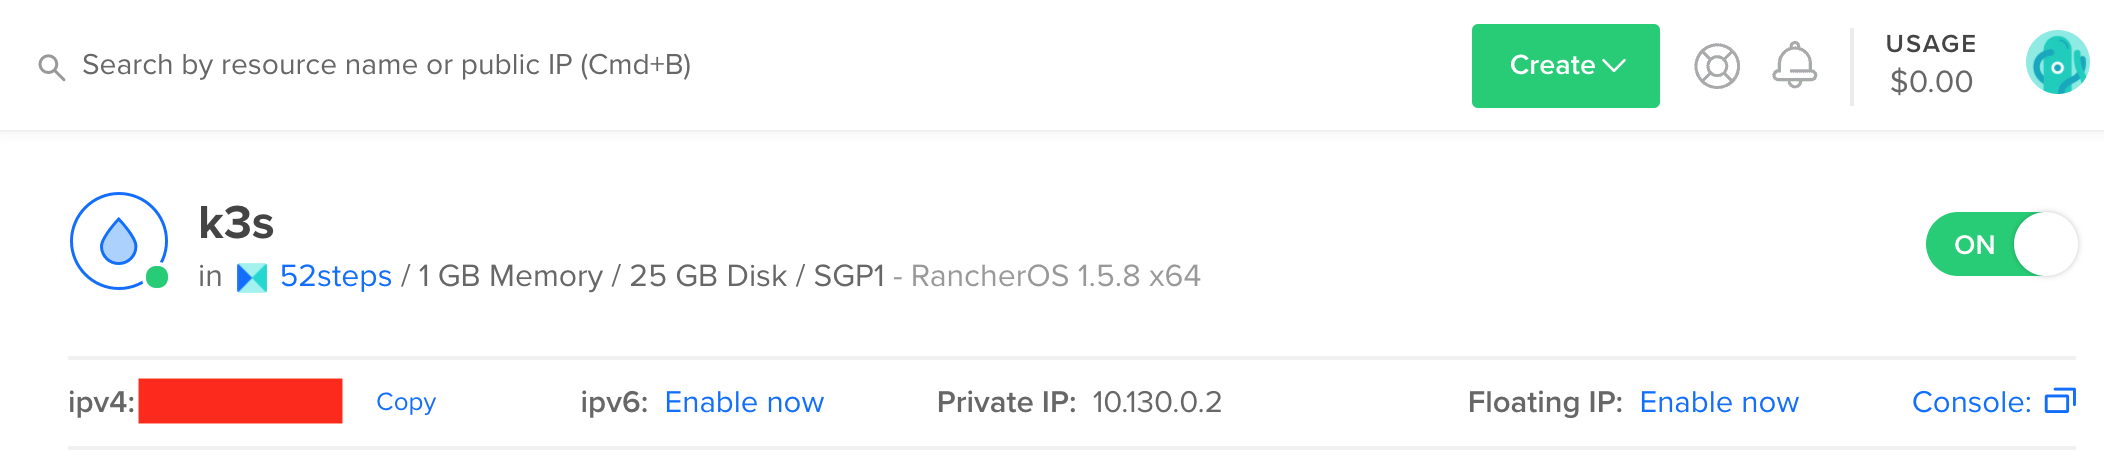 Search by resource name or public IP (Cmd+B)
Create
USAGE
$0.00
k3s
in 52steps / 1 GB Memory / 25 GB Disk / SGP1 - RancherOS 1.5.8 x64
ON
ipv4: Copy ipv6: Enable now Private IP: 10.130.0.2 Floating IP: Enable now Console: